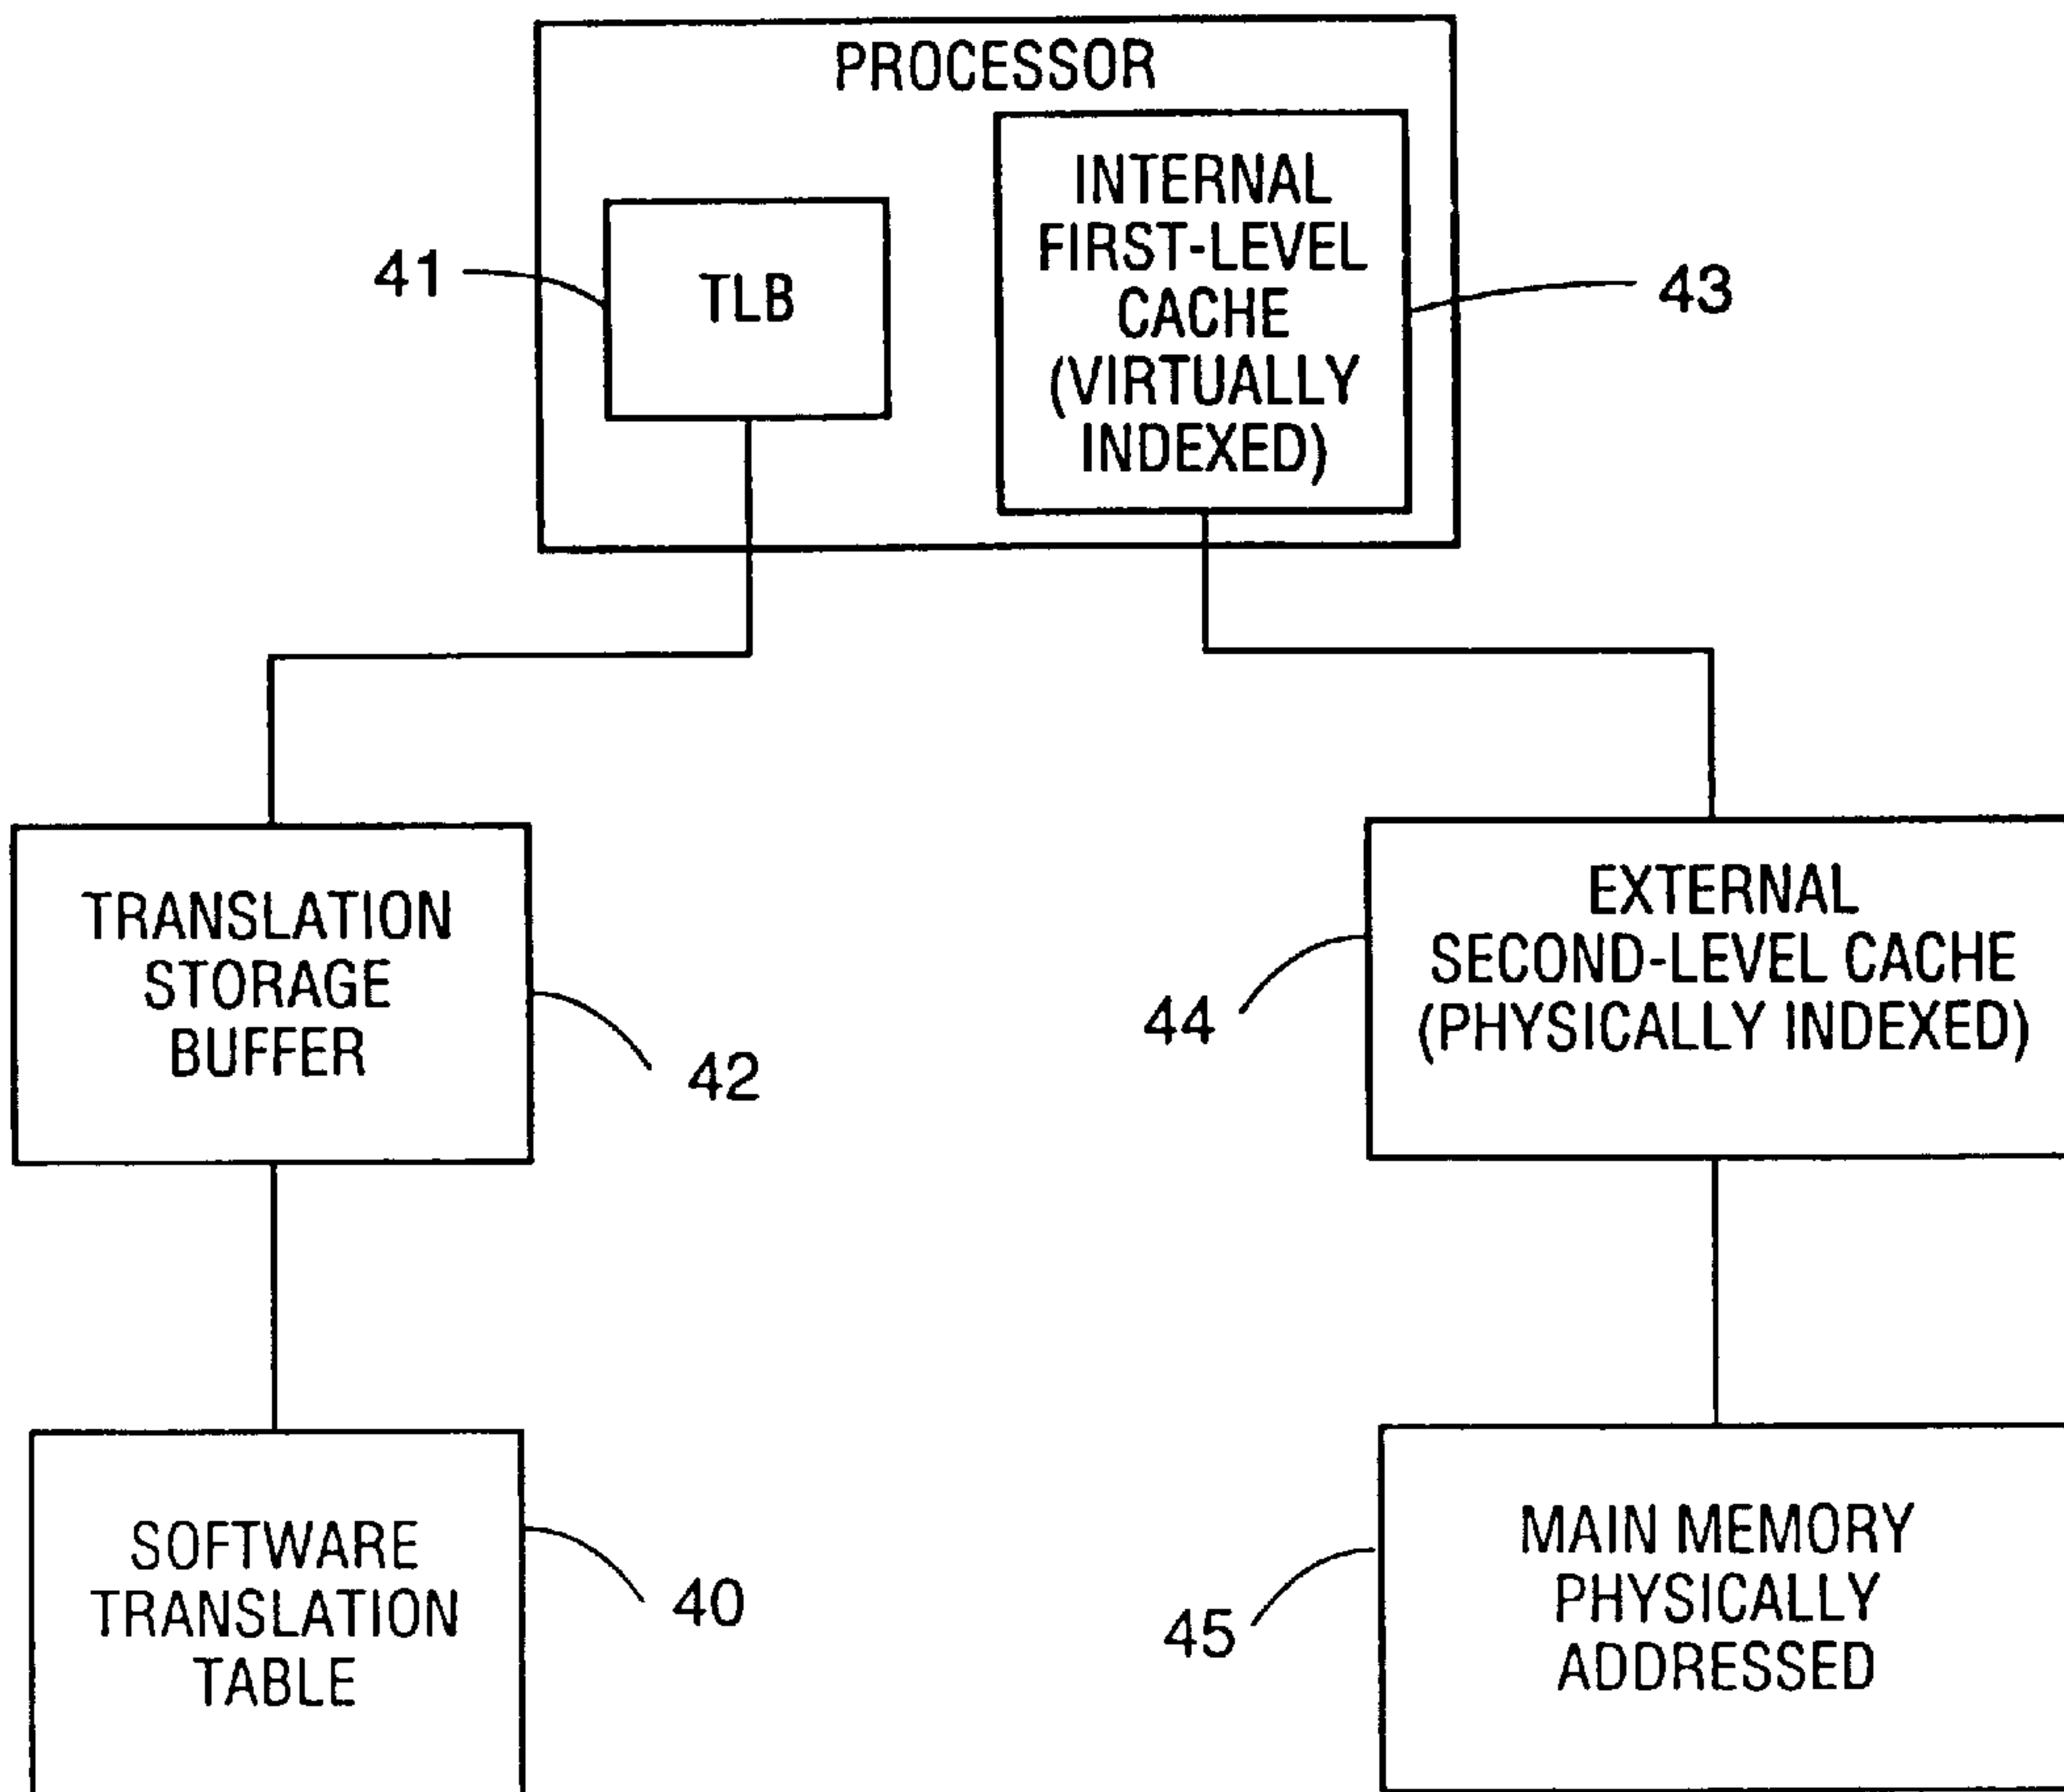 PROCESSOR
41
TLB
INTERNAL
FIRST-LEVEL
CACHE
(VIRTUALLY
INDEXED)
43
TRANSLATION
STORAGE
BUFFER
42
44
EXTERNAL
SECOND-LEVEL CACHE
(PHYSICALLY INDEXED)
SOFTWARE
TRANSLATION
TABLE
40
45
MAIN MEMORY
PHYSICALLY
ADDRESSED